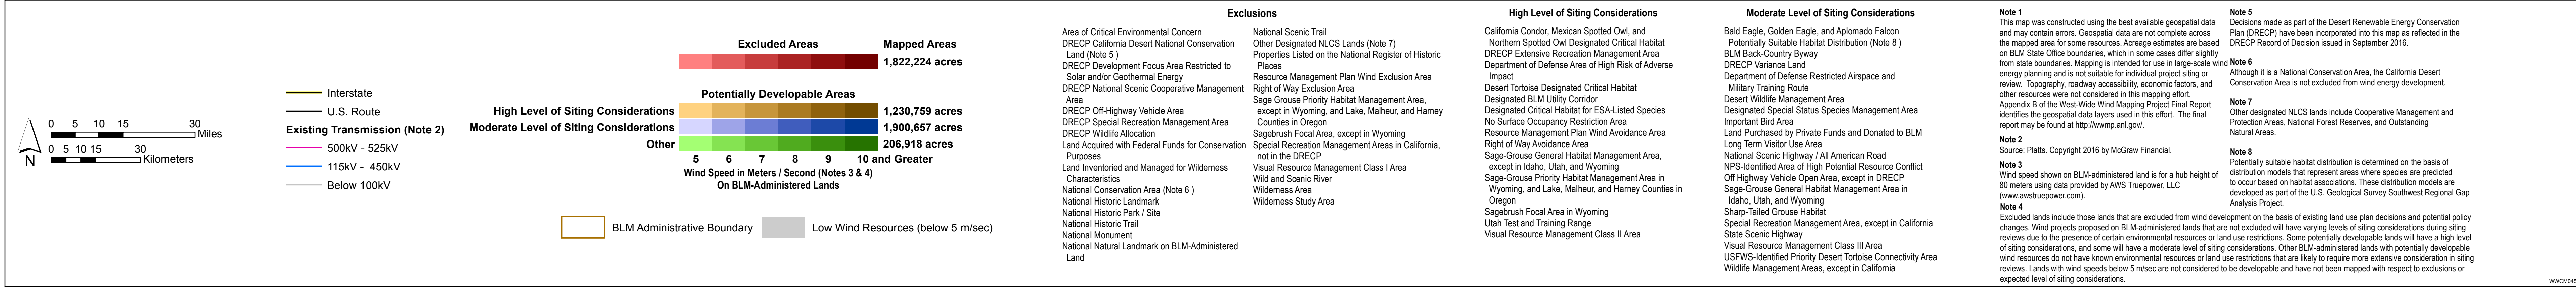 0 5 10 15 30
Miles
0 5 10 15 30
Kilometers
N
Interstate
U.S. Route
Existing Transmission (Note 2)
500kV - 525kV
115kV - 450kV
Below 100kV
Excluded Areas Mapped Areas
1,822,224 acres
Potentially Developable Areas
High Level of Siting Considerations 1,230,759 acres
Moderate Level of Siting Considerations 1,900,657 acres
Other 206,918 acres
5 6 7 8 9 10 and Greater
Wind Speed in Meters / Second (Notes 3 & 4)
On BLM-Administered Lands
BLM Administrative Boundary
Low Wind Resources (below 5 m/sec)
Exclusions
Area of Critical Environmental Concern
DRECP California Desert National Conservation
Land (Note 5 )
DRECP Development Focus Area Restricted to
Solar and/or Geothermal Energy
DRECP National Scenic Cooperative Management
Area
DRECP Off-Highway Vehicle Area
DRECP Special Recreation Management Area
DRECP Wildlife Allocation
Land Acquired with Federal Funds for Conservation
Purposes
Land Inventoried and Managed for Wilderness
Characteristics
National Conservation Area (Note 6 )
National Historic Landmark
National Historic Park / Site
National Historic Trail
National Monument
National Natural Landmark on BLM-Administered
Land
National Scenic Trail
Other Designated NLCS Lands (Note 7)
Properties Listed on the National Register of Historic
Places
Resource Management Plan Wind Exclusion Area
Right of Way Exclusion Area
Sage Grouse Priority Habitat Management Area,
except in Wyoming, and Lake, Malheur, and Harney
Counties in Oregon
Sagebrush Focal Area, except in Wyoming
Special Recreation Management Areas in California,
not in the DRECP
Visual Resource Management Class I Area
Wild and Scenic River
Wilderness Area
Wilderness Study Area
High Level of Siting Considerations
California Condor, Mexican Spotted Owl, and
Northern Spotted Owl Designated Critical Habitat
DRECP Extensive Recreation Management Area
Department of Defense Area of High Risk of Adverse
Impact
Desert Tortoise Designated Critical Habitat
Designated BLM Utility Corridor
Designated Critical Habitat for ESA-Listed Species
No Surface Occupancy Restriction Area
Resource Management Plan Wind Avoidance Area
Right of Way Avoidance Area
Sage-Grouse General Habitat Management Area,
except in Idaho, Utah, and Wyoming
Sage-Grouse Priority Habitat Management Area in
Wyoming, and Lake, Malheur, and Harney Counties in
Oregon
Sagebrush Focal Area in Wyoming
Utah Test and Training Range
Visual Resource Management Class II Area
Moderate Level of Siting Considerations
Bald Eagle, Golden Eagle, and Aplomado Falcon
Potentially Suitable Habitat Distribution (Note 8 )
BLM Back-Country Byway
DRECP Variance Land
Department of Defense Restricted Airspace and
Military Training Route
Desert Wildlife Management Area
Designated Special Status Species Management Area
Important Bird Area
Land Purchased by Private Funds and Donated to BLM
Long Term Visitor Use Area
National Scenic Highway / All American Road
NPS-Identified Area of High Potential Resource Conflict
Off Highway Vehicle Open Area, except in DRECP
Sage-Grouse General Habitat Management Area in
Idaho, Utah, and Wyoming
Sharp-Tailed Grouse Habitat
Special Recreation Management Area, except in California
State Scenic Highway
Visual Resource Management Class III Area
USFWS-Identified Priority Desert Tortoise Connectivity Area
Wildlife Management Areas, except in California
Note 1
This map was constructed using the best available geospatial data
and may contain errors. Geospatial data are not complete across
the mapped area for some resources. Acreage estimates are based
on BLM State Office boundaries, which in some cases differ slightly
from state boundaries. Mapping is intended for use in large-scale wind
energy planning and is not suitable for individual project siting or
review. Topography, roadway accessibility, economic factors, and
other resources were not considered in this mapping effort.
Appendix B of the West-Wide Wind Mapping Project Final Report
identifies the geospatial data layers used in this effort. The final
report may be found at http://wwmp.anl.gov/.
Note 2
Source: Platts. Copyright 2016 by McGraw Financial.
Note 3
Wind speed shown on BLM-administered land is for a hub height of
80 meters using data provided by AWS Truepower, LLC
(www.awstruepower.com).
Note 4
Excluded lands include those lands that are excluded from wind development on the basis of existing land use plan decisions and potential policy
changes. Wind projects proposed on BLM-administered lands that are not excluded will have varying levels of siting considerations during siting
reviews due to the presence of certain environmental resources or land use restrictions. Some potentially developable lands will have a high level
of siting considerations, and some will have a moderate level of siting considerations. Other BLM-administered lands with potentially developable
wind resources do not have known environmental resources or land use restrictions that are likely to require more extensive consideration in siting
reviews. Lands with wind speeds below 5 m/sec are not considered to be developable and have not been mapped with respect to exclusions or
expected level of siting considerations.
Note 5
Decisions made as part of the Desert Renewable Energy Conservation
Plan (DRECP) have been incorporated into this map as reflected in the
DRECP Record of Decision issued in September 2016.
Note 6
Although it is a National Conservation Area, the California Desert
Conservation Area is not excluded from wind energy development.
Note 7
Other designated NLCS lands include Cooperative Management and
Protection Areas, National Forest Reserves, and Outstanding
Natural Areas.
Note 8
Potentially suitable habitat distribution is determined on the basis of
distribution models that represent areas where species are predicted
to occur based on habitat associations. These distribution models are
developed as part of the U.S. Geological Survey Southwest Regional Gap
Analysis Project.